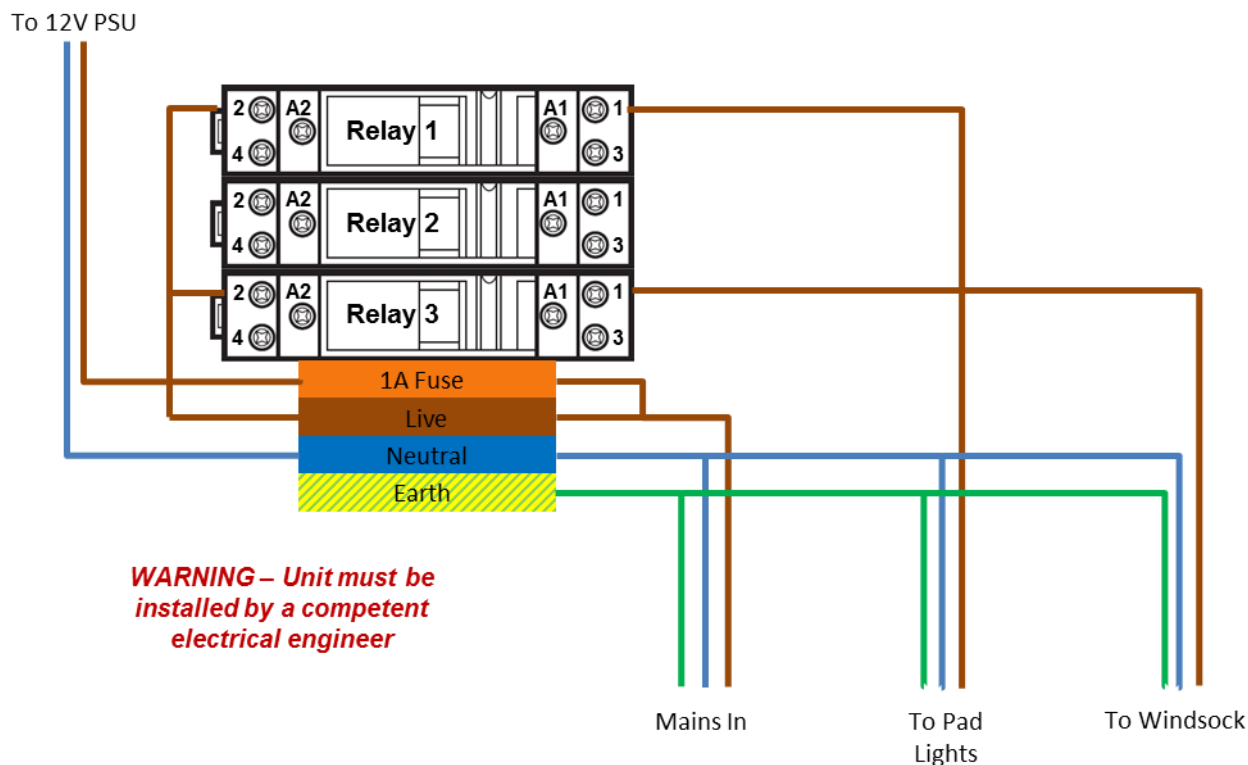 To 12V PSU
2 A2 Relay 1 A1 1
4 3
2 A2 Relay 2 A1 1
4 3
2 A2 Relay 3 A1 1
4 3
1A Fuse
Live
Neutral
Earth
WARNING – Unit must be
installed by a competent
electrical engineer
Mains In
To Pad
Lights
To Windsock